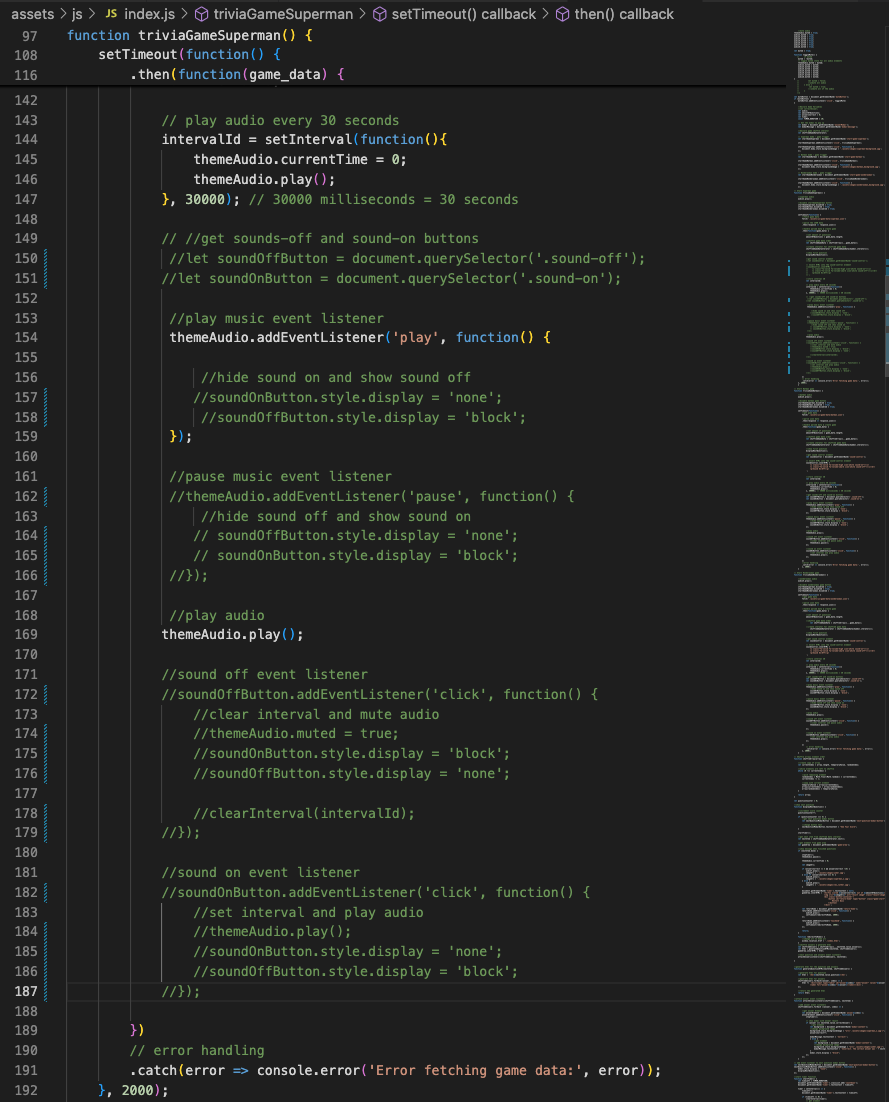 assets > js > JS index.js > triviaGameSuperman > setTimeout() callback > then() callback
97 function triviaGameSuperman() {
108 setTimeout(function() {
116 .then(function(game_data) {
142
143 // play audio every 30 seconds
144 intervalId = setInterval(function(){
145 themeAudio.currentTime = 0;
146 themeAudio.play();
147 }, 30000); // 30000 milliseconds = 30 seconds
148
149 // //get sounds-off and sound-on buttons
150 //let soundOffButton = document.querySelector('.sound-off');
151 //let soundOnButton = document.querySelector('.sound-on');
152
153 //play music event listener
154 themeAudio.addEventListener('play', function() {
155
156 //hide sound on and show sound off
157 //soundOnButton.style.display = 'none';
158 //soundOffButton.style.display = 'block';
159 });
160
161 //pause music event listener
162 //themeAudio.addEventListener('pause', function() {
163 //hide sound off and show sound on
164 // soundOffButton.style.display = 'none';
165 // soundOnButton.style.display = 'block';
166 //});
167
168 //play audio
169 themeAudio.play();
170
171 //sound off event listener
172 //soundOffButton.addEventListener('click', function() {
173 //clear interval and mute audio
174 //themeAudio.muted = true;
175 //soundOnButton.style.display = 'block';
176 //soundOffButton.style.display = 'none';
177
178 //clearInterval(intervalId);
179 //});
180
181 //sound on event listener
182 //soundOnButton.addEventListener('click', function() {
183 //set interval and play audio
184 //themeAudio.play();
185 //soundOnButton.style.display = 'none';
186 //soundOffButton.style.display = 'block';
187 //});
188
189 })
190 // error handling
191 .catch(error => console.error('Error fetching game data:', error));
192 }, 2000);